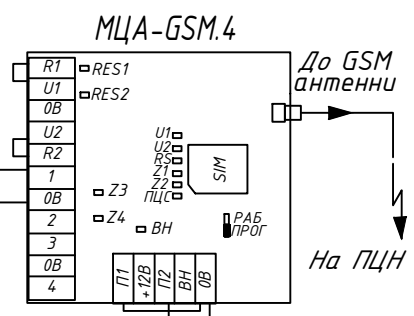 МЦА-GSM.4
До GSM
антенни
R1
RES1
U1
RES2
0В
U1
U2
U2
R2
RS
Z1
1
Z2
SIM
Z3
ПЦС
0В
2
Z4
РАБ
ВН
ПРОГ
3
0В
4
П1
+12В
П2
ВН
0В
На ПЦН